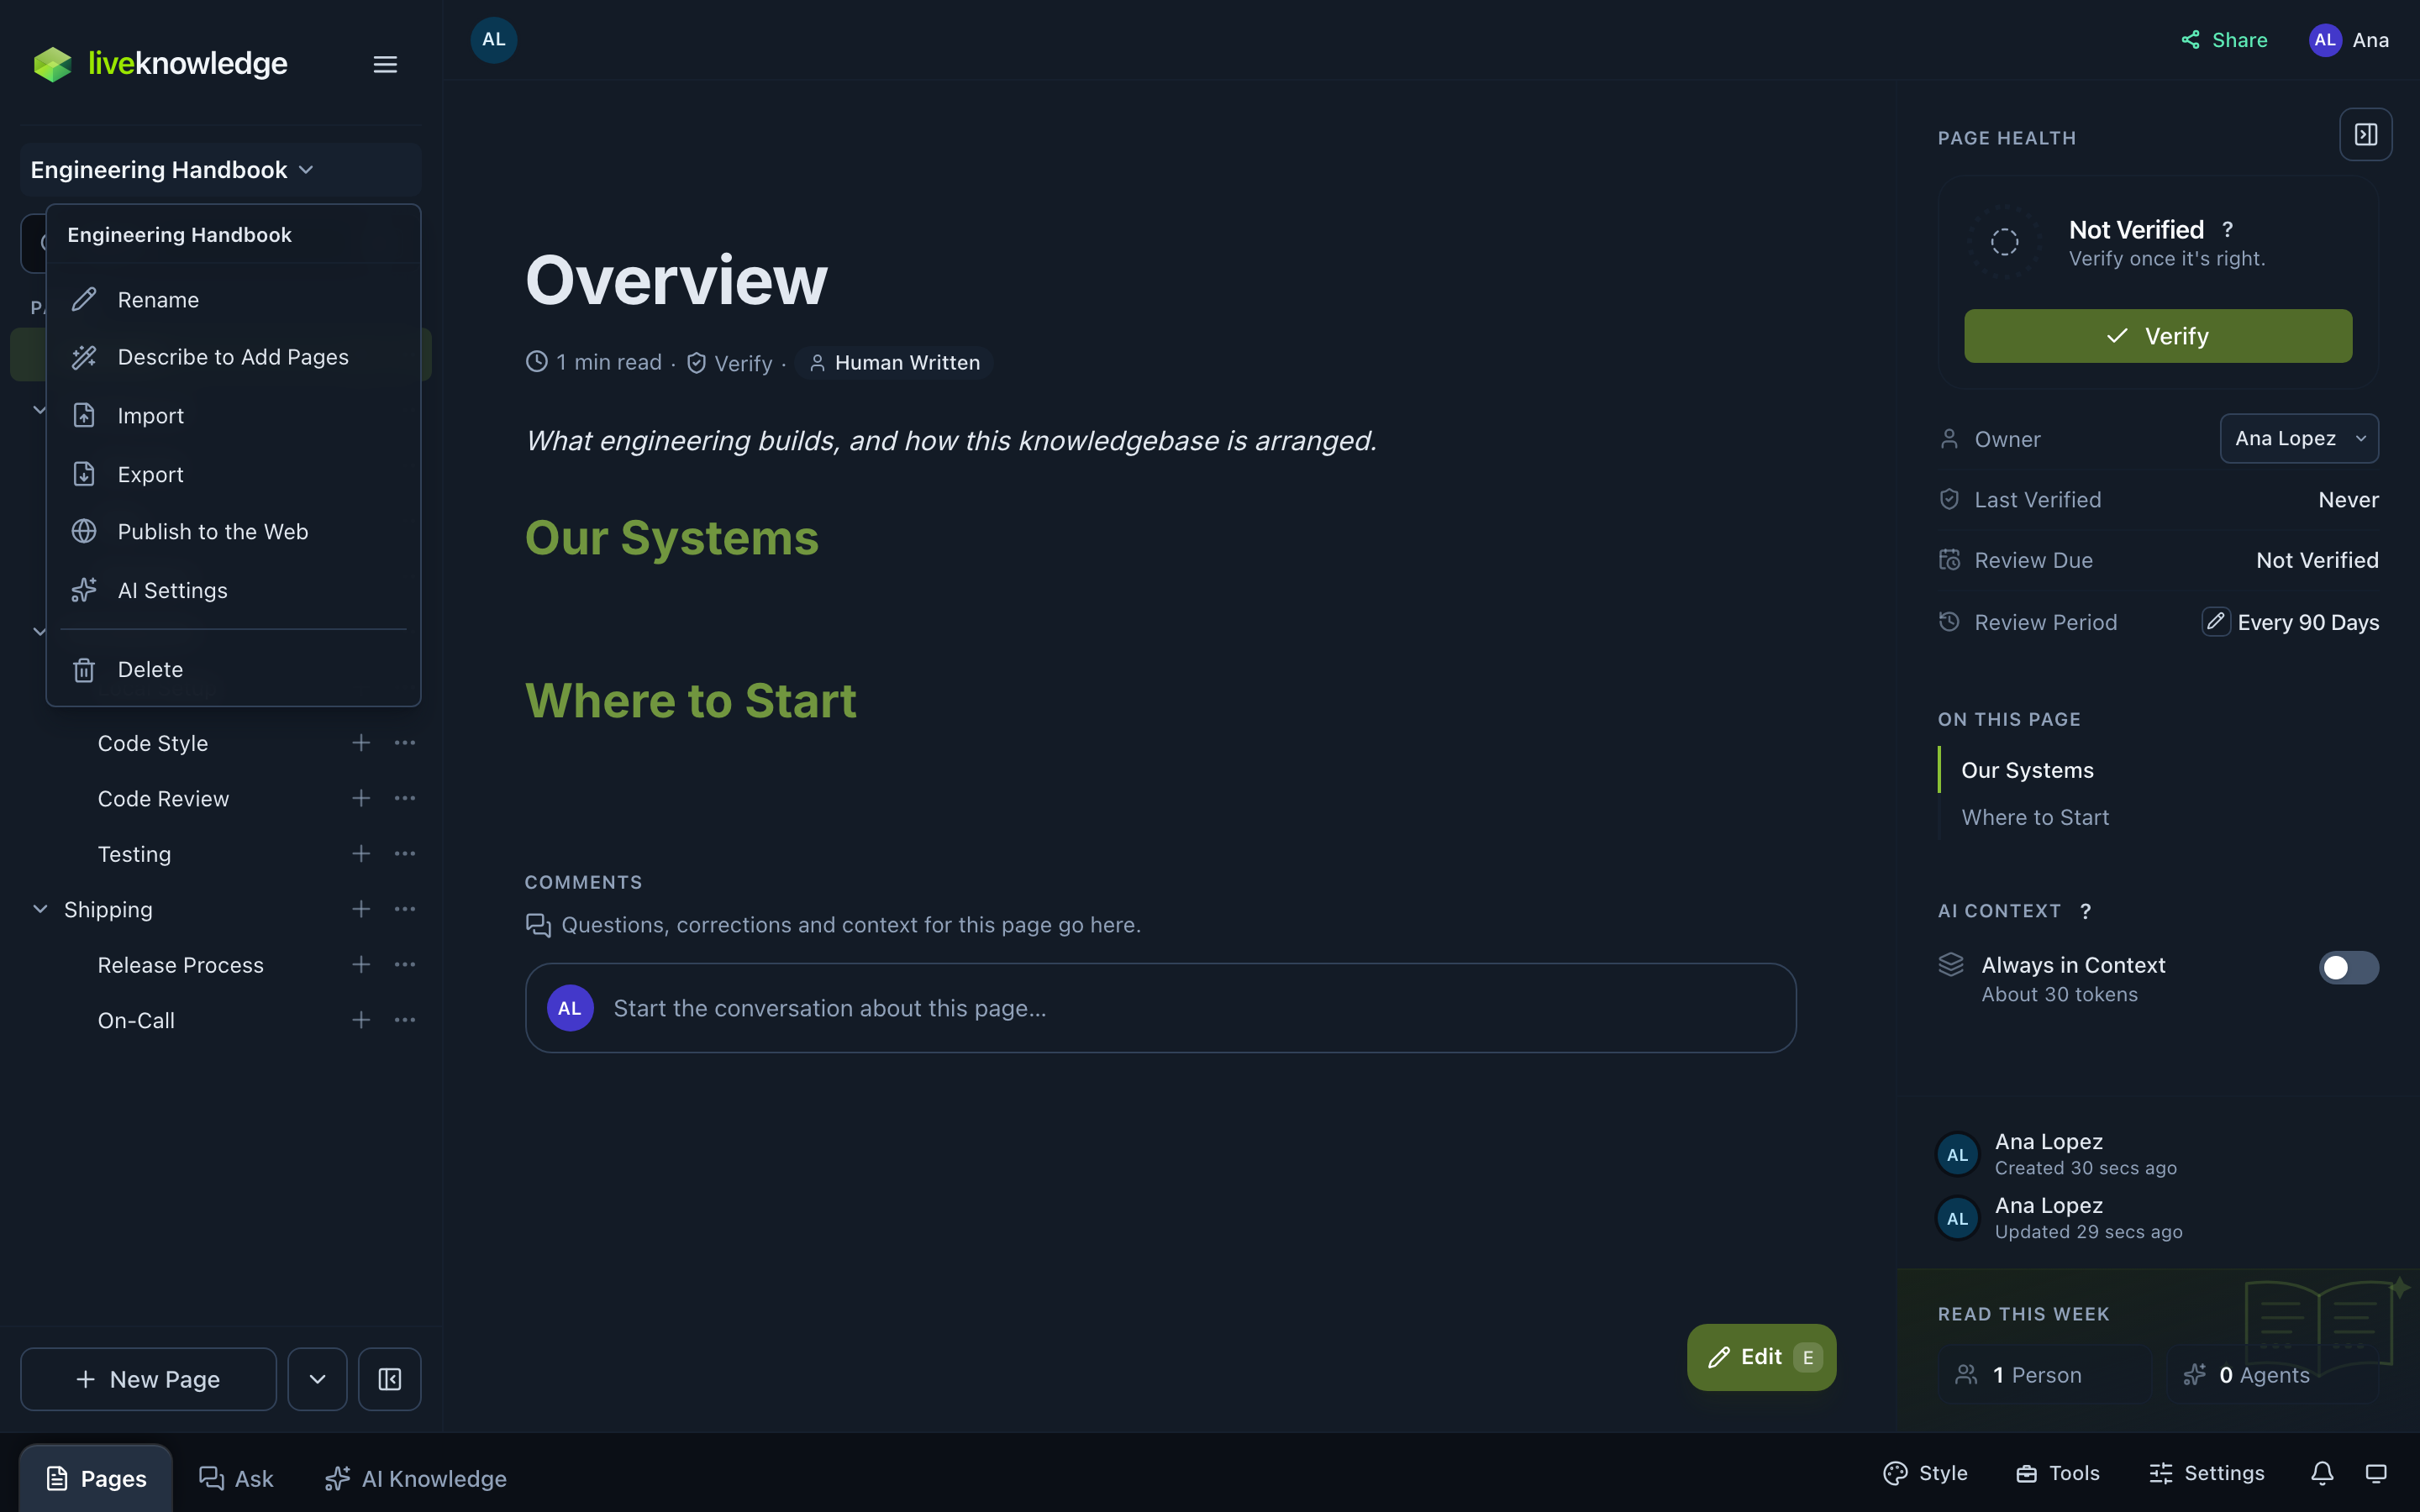 liveknowledge
Engineering Handbook
Engineering Handbook
Rename
Describe to Add Pages
Import
Export
Publish to the Web
AI Settings
Delete
Code Style
Code Review
Testing
Shipping
Release Process
On-Call
New Page
AL
Share
AL Ana
Overview
1 min read · Verify · Human Written
What engineering builds, and how this knowledgebase is arranged.
Our Systems
Where to Start
COMMENTS
Questions, corrections and context for this page go here.
AL Start the conversation about this page...
Edit E
PAGE HEALTH
Not Verified ?
Verify once it's right.
Verify
Owner Ana Lopez
Last Verified Never
Review Due Not Verified
Review Period Every 90 Days
ON THIS PAGE
Our Systems
Where to Start
AI CONTEXT ?
Always in Context
About 30 tokens
AL Ana Lopez
Created 30 secs ago
AL Ana Lopez
Updated 29 secs ago
READ THIS WEEK
1 Person 0 Agents
Pages Ask AI Knowledge
Style Tools Settings